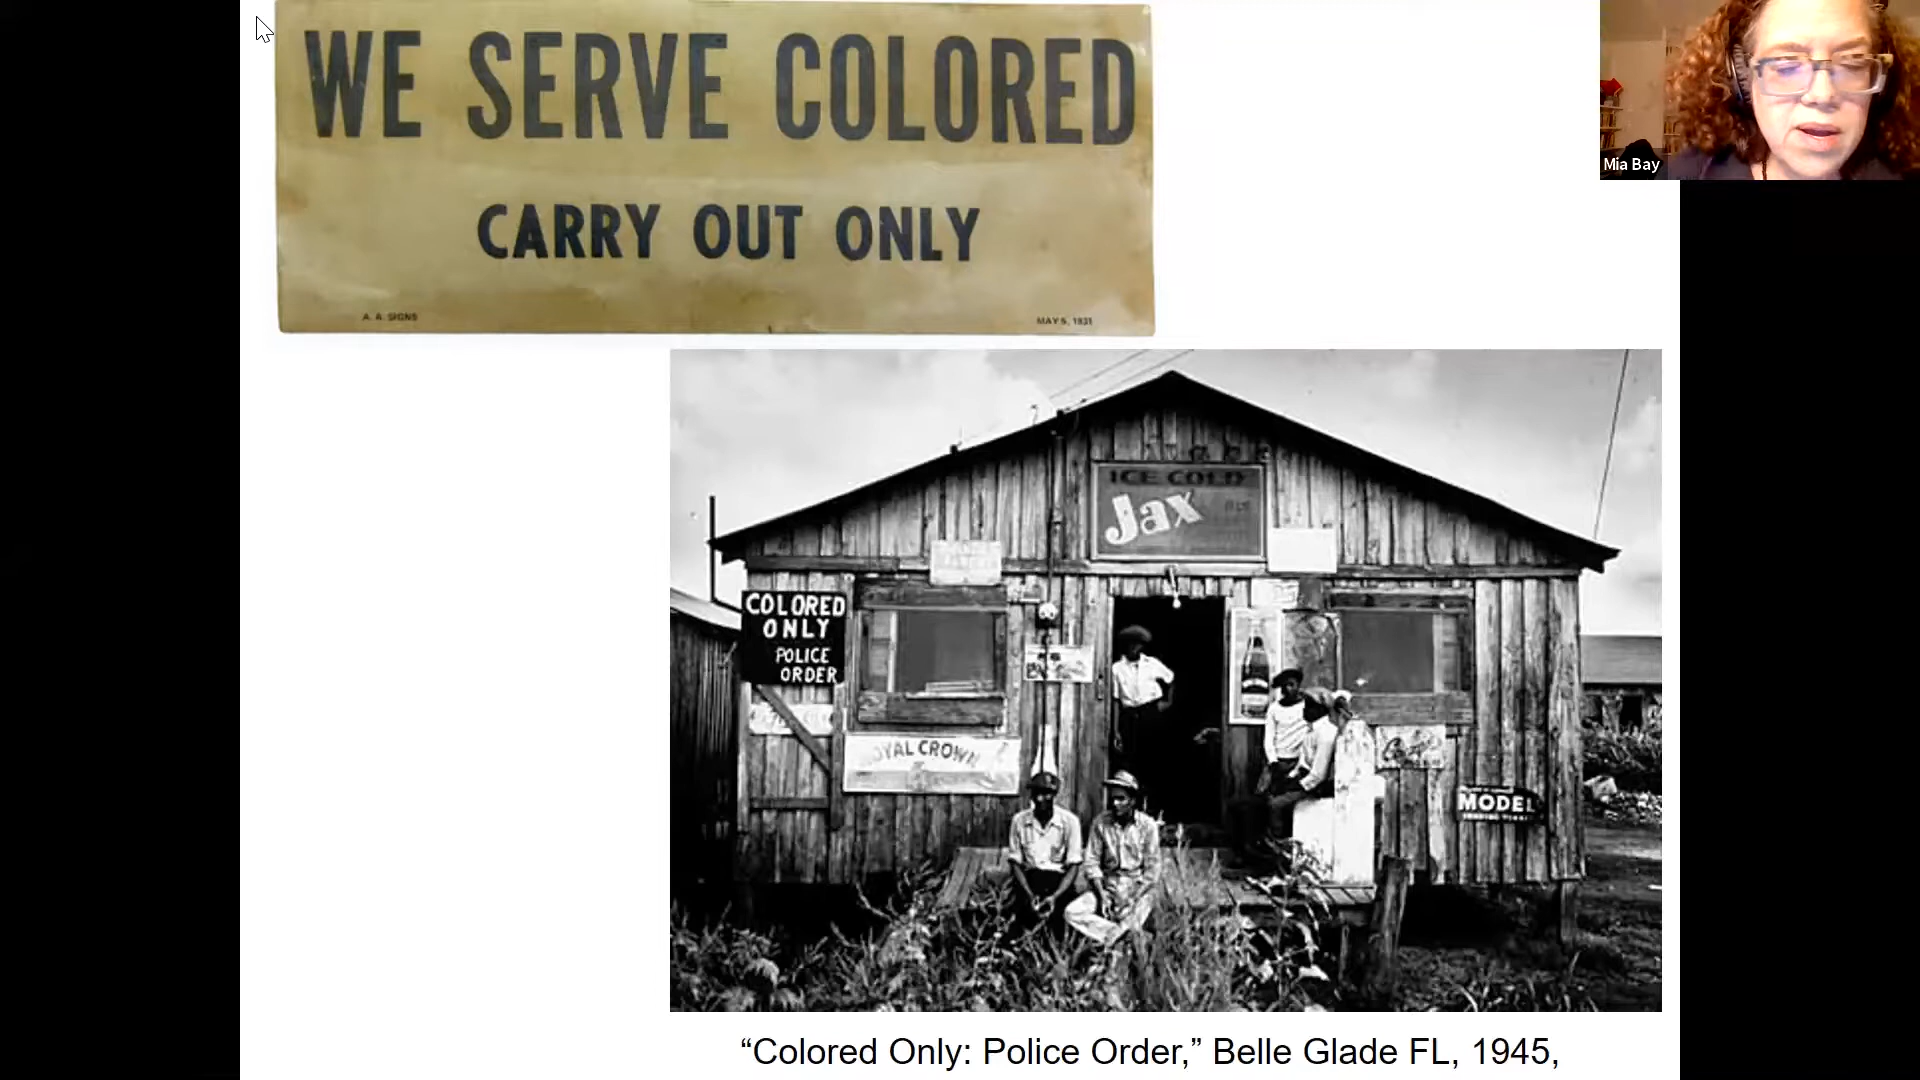 WE SERVE COLORED
CARRY OUT ONLY
A. A. SIGNS
MAY 5, 1931
Mia Bay
ICE COLD
Jax
COLORED
ONLY
POLICE
ORDER
ROYAL CROWN
MODEL
“Colored Only: Police Order,” Belle Glade FL, 1945,